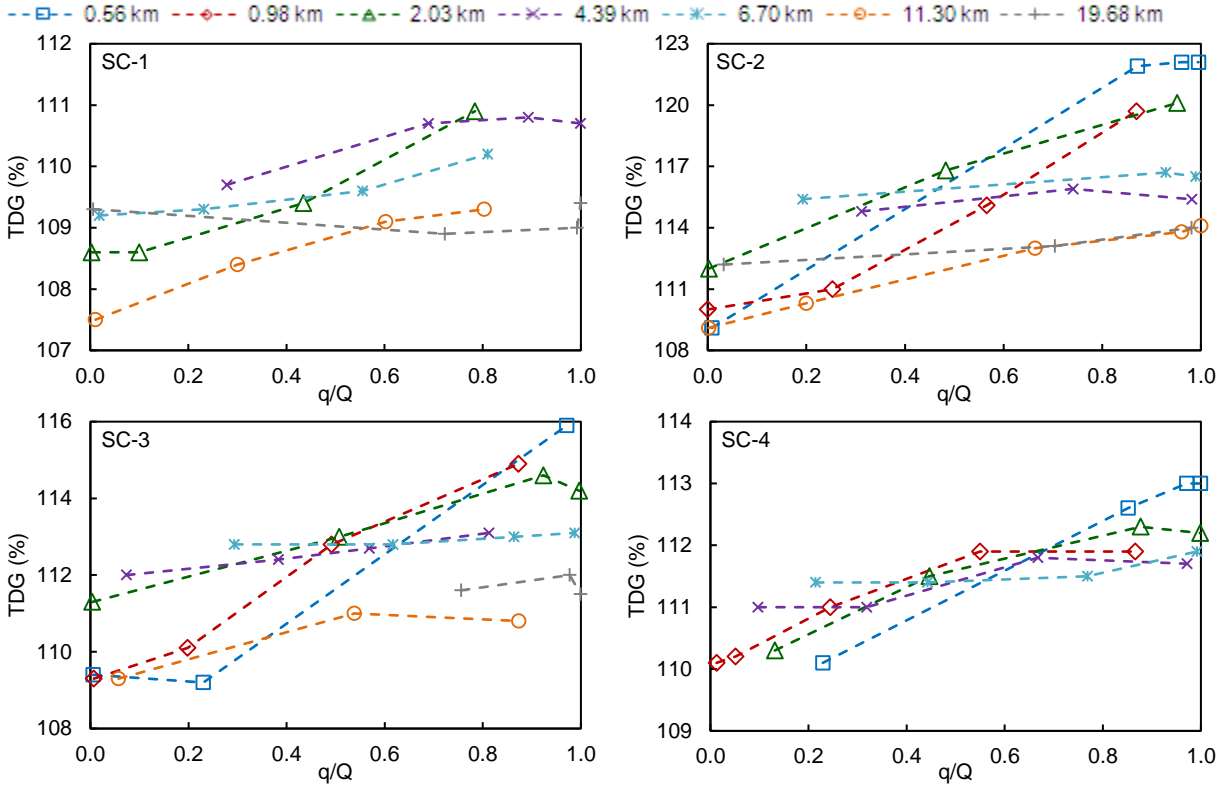 0.56 km 0.98 km 2.03 km 4.39 km 6.70 km 11.30 km 19.68 km
SC-1
TDG (%)
112
111
110
109
108
107
0.0 0.2 0.4 0.6 0.8 1.0
q/Q
SC-2
TDG (%)
123
120
117
114
111
108
0.0 0.2 0.4 0.6 0.8 1.0
q/Q
SC-3
TDG (%)
116
114
112
110
108
0.0 0.2 0.4 0.6 0.8 1.0
q/Q
SC-4
TDG (%)
114
113
112
111
110
109
0.0 0.2 0.4 0.6 0.8 1.0
q/Q